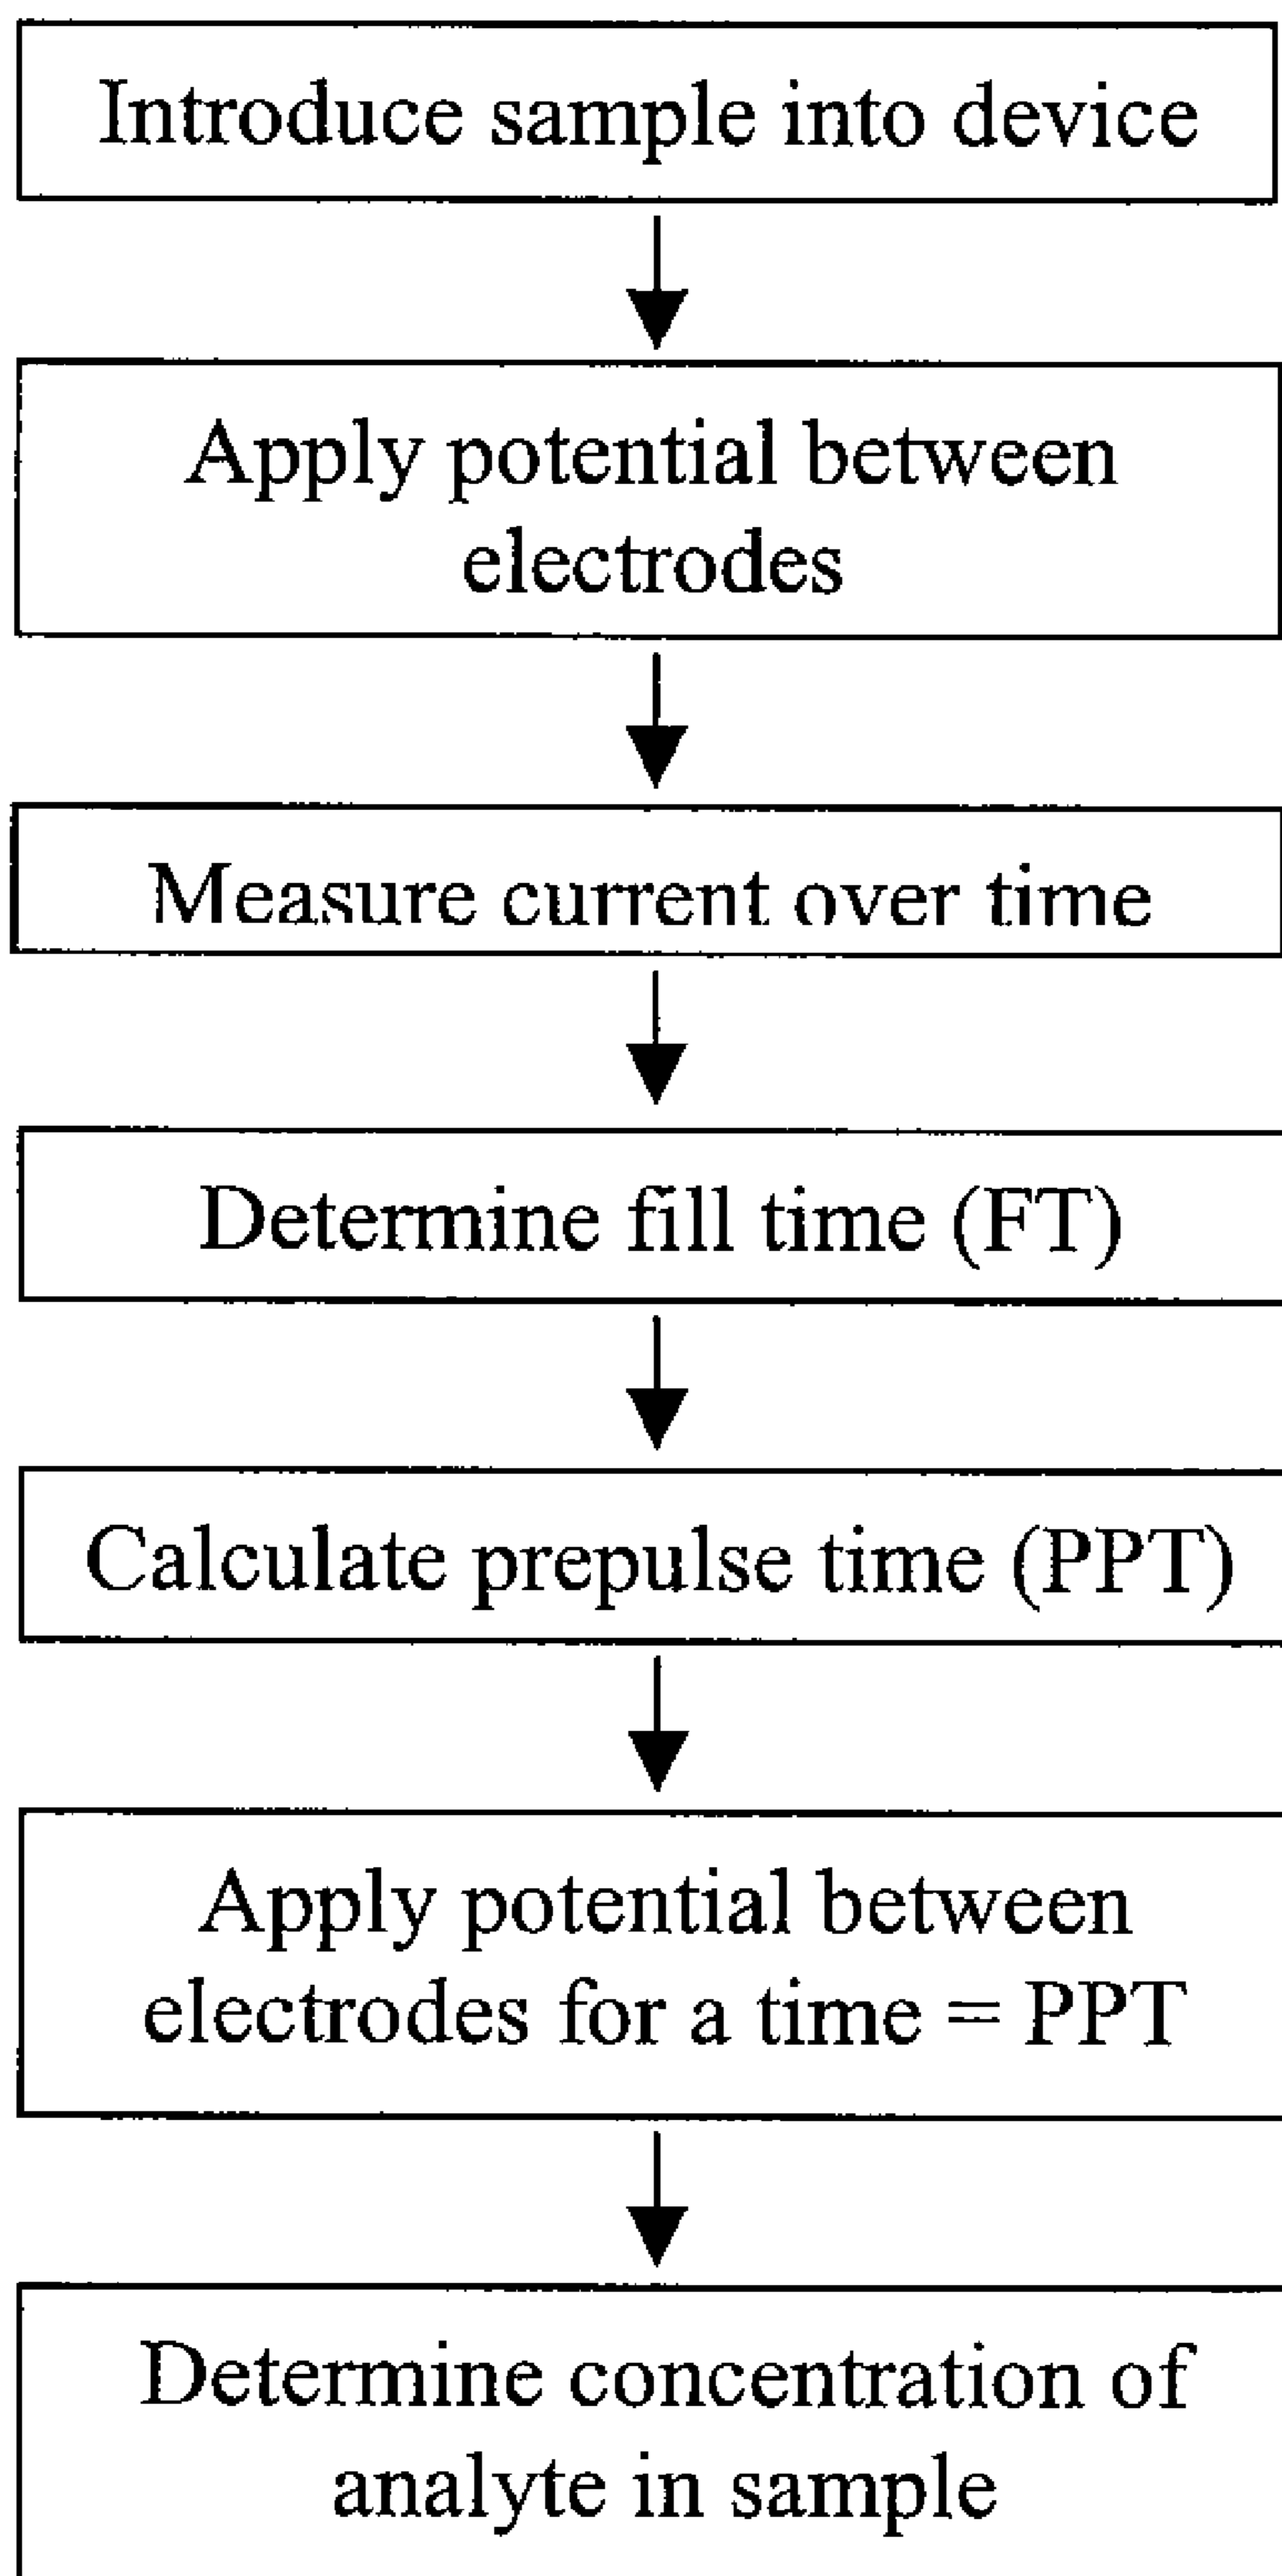 Introduce sample into device
Apply potential between
electrodes
Measure current over time
Determine fill time (FT)
Calculate prepulse time (PPT)
Apply potential between
electrodes for a time = PPT
Determine concentration of
analyte in sample